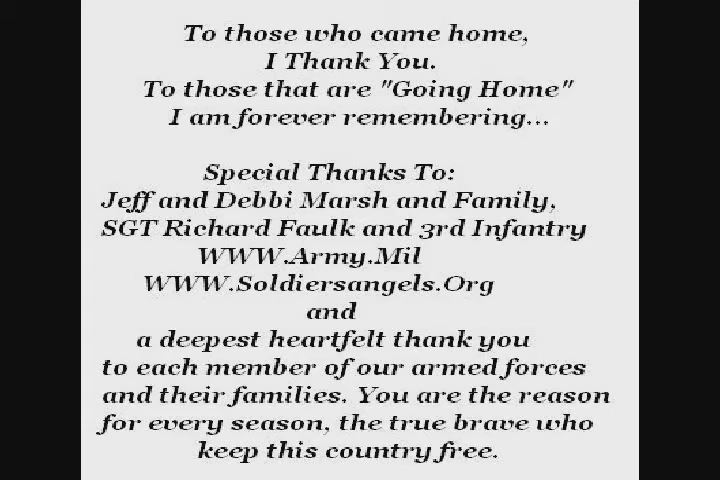 To those who came home,
I Thank You.
To those that are "Going Home"
I am forever remembering...
Special Thanks To:
Jeff and Debbi Marsh and Family,
SGT Richard Faulk and 3rd Infantry
WWW.Army.Mil
WWW.Soldiersangels.Org
and
a deepest heartfelt thank you
to each member of our armed forces
and their families. You are the reason
for every season, the true brave who
keep this country free.